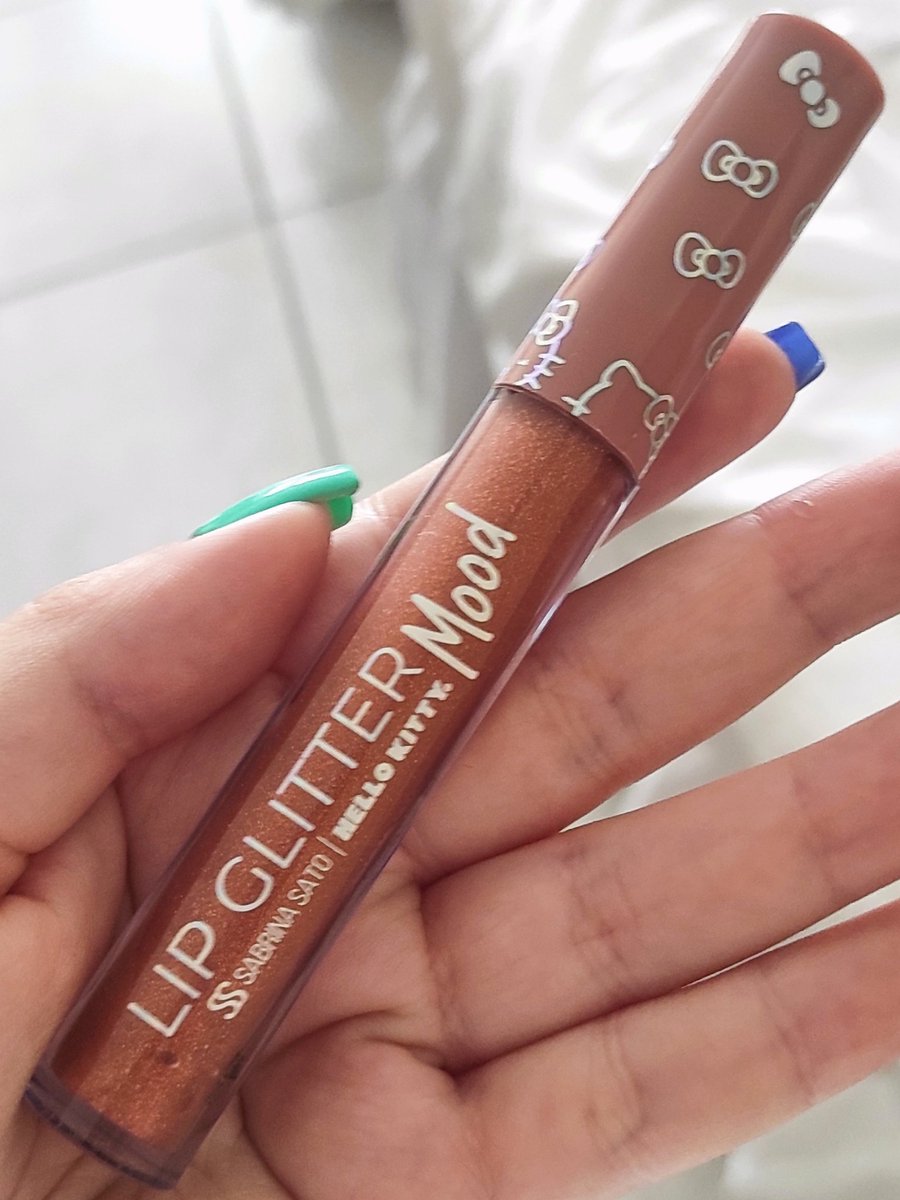 LIP GLITTER Mood
SS SABRINA SATO | HELLO KITTY.